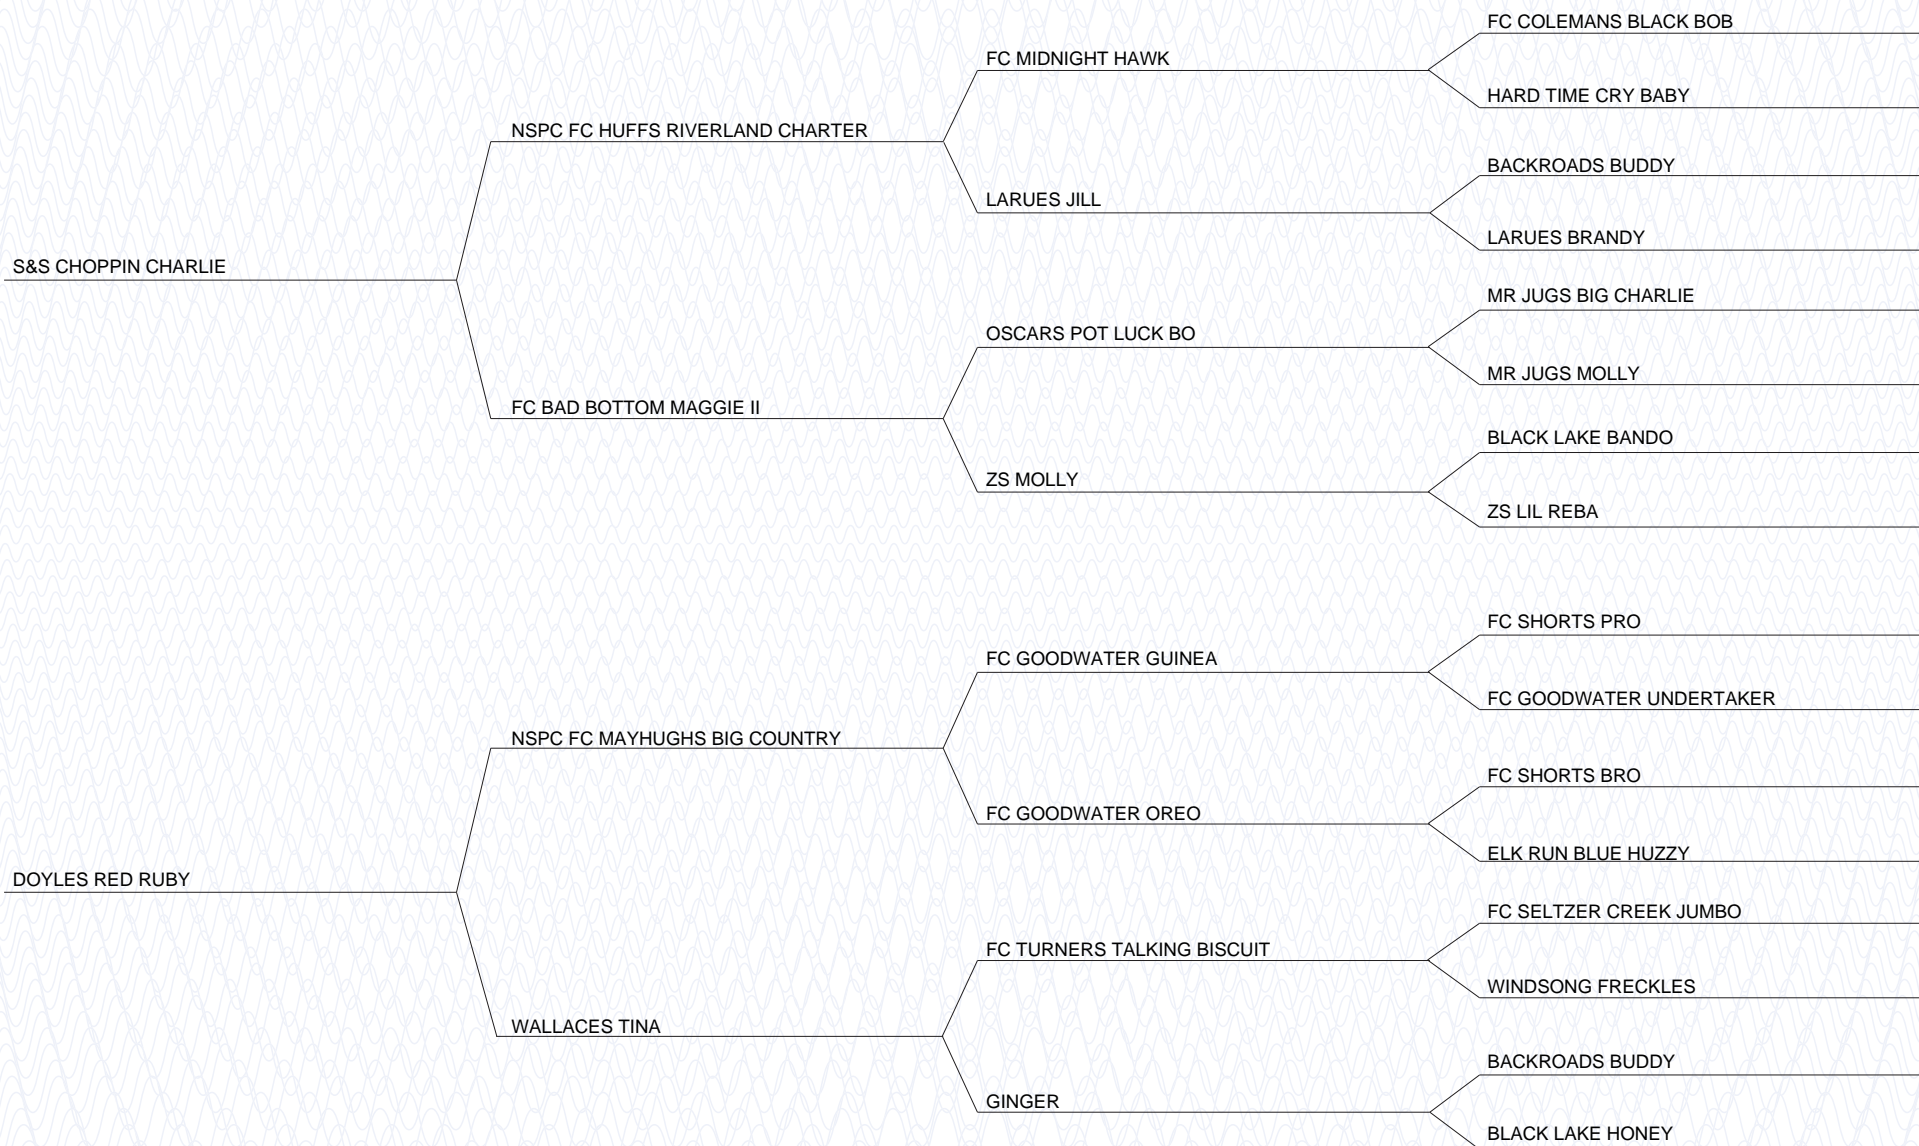 FC COLEMANS BLACK BOB
FC MIDNIGHT HAWK
HARD TIME CRY BABY
NSPC FC HUFFS RIVERLAND CHARTER
BACKROADS BUDDY
LARUES JILL
LARUES BRANDY
S&S CHOPPIN CHARLIE
MR JUGS BIG CHARLIE
OSCARS POT LUCK BO
MR JUGS MOLLY
FC BAD BOTTOM MAGGIE II
BLACK LAKE BANDO
ZS MOLLY
ZS LIL REBA
FC SHORTS PRO
FC GOODWATER GUINEA
FC GOODWATER UNDERTAKER
NSPC FC MAYHUGHS BIG COUNTRY
FC SHORTS BRO
FC GOODWATER OREO
ELK RUN BLUE HUZZY
DOYLES RED RUBY
FC SELTZER CREEK JUMBO
FC TURNERS TALKING BISCUIT
WINDSONG FRECKLES
WALLACES TINA
BACKROADS BUDDY
GINGER
BLACK LAKE HONEY